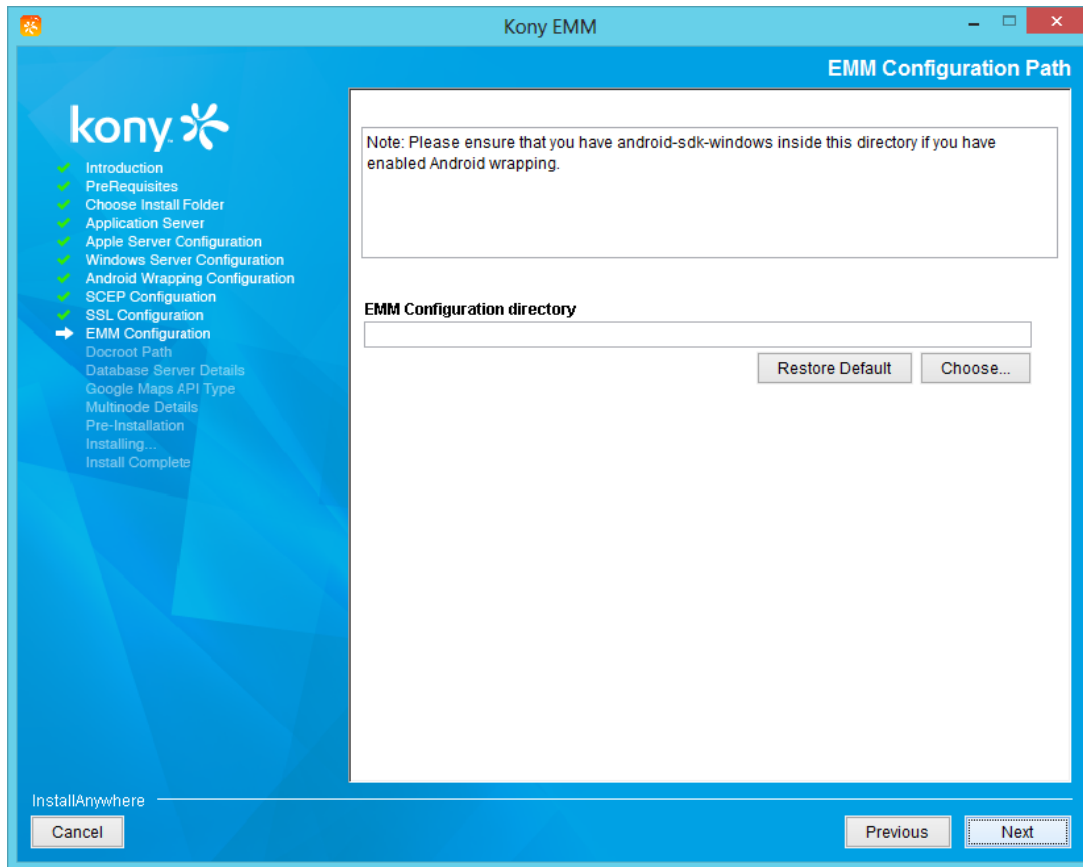 Kony EMM
EMM Configuration Path
kony
Introduction
PreRequisites
Choose Install Folder
Application Server
Apple Server Configuration
Windows Server Configuration
Android Wrapping Configuration
SCEP Configuration
SSL Configuration
EMM Configuration
Docroot Path
Database Server Details
Google Maps API Type
Multinode Details
Pre-Installation
Installing...
Install Complete
Note: Please ensure that you have android-sdk-windows inside this directory if you have
enabled Android wrapping.
EMM Configuration directory
Restore Default
Choose...
InstallAnywhere
Cancel
Previous
Next